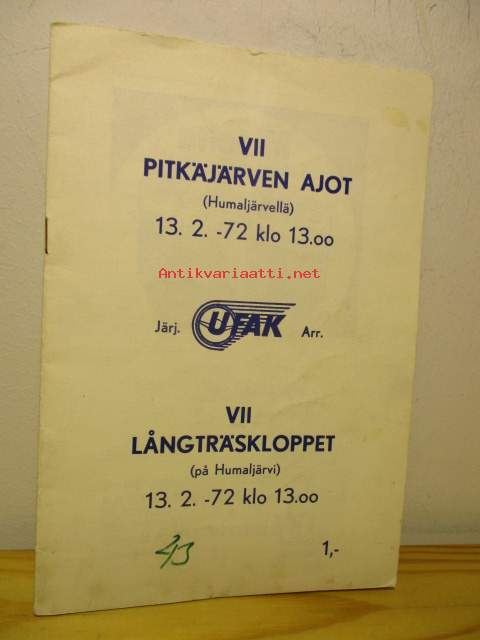 VII
PITKÄJÄRVEN AJOT
(Humaljärvellä)
13. 2. -72 klo 13.oo
Antikvariaatti.net
Järj. UFAK Arr.
VII
LÅNGTRÄSKLOPPET
(på Humaljärvi)
13. 2. -72 klo 13.oo
1,-